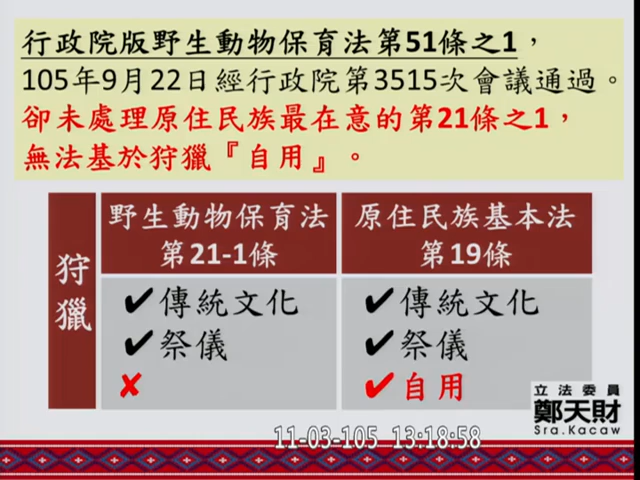 行政院版野生動物保育法第51條之1，
105年9月22日經行政院第3515次會議通過。
卻未處理原住民族最在意的第21條之1，
無法基於狩獵『自用』。
狩獵
野生動物保育法
第21-1條
原住民族基本法
第19條
✔傳統文化
✔傳統文化
✔祭儀
✔祭儀
✘
✔自用
立法委員
鄭天財
Sra.Kacaw
11-03-105 13:18:58